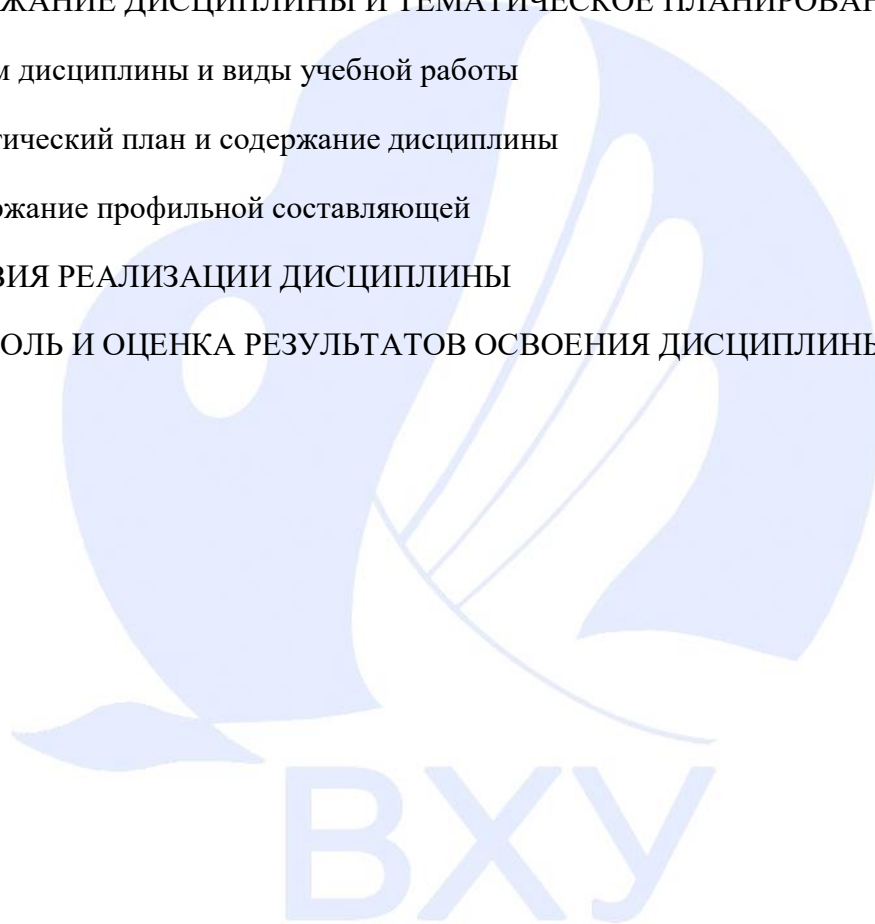 ЖАНИЕ ДИСЦИПЛИНЫ И ТЕМАТИЧЕСКОЕ ПЛАНИРОВАН
м дисциплины и виды учебной работы
тический план и содержание дисциплины
ржание профильной составляющей
ВИЯ РЕАЛИЗАЦИИ ДИСЦИПЛИНЫ
ОЛЬ И ОЦЕНКА РЕЗУЛЬТАТОВ ОСВОЕНИЯ ДИСЦИПЛИНЫ
ВХУ